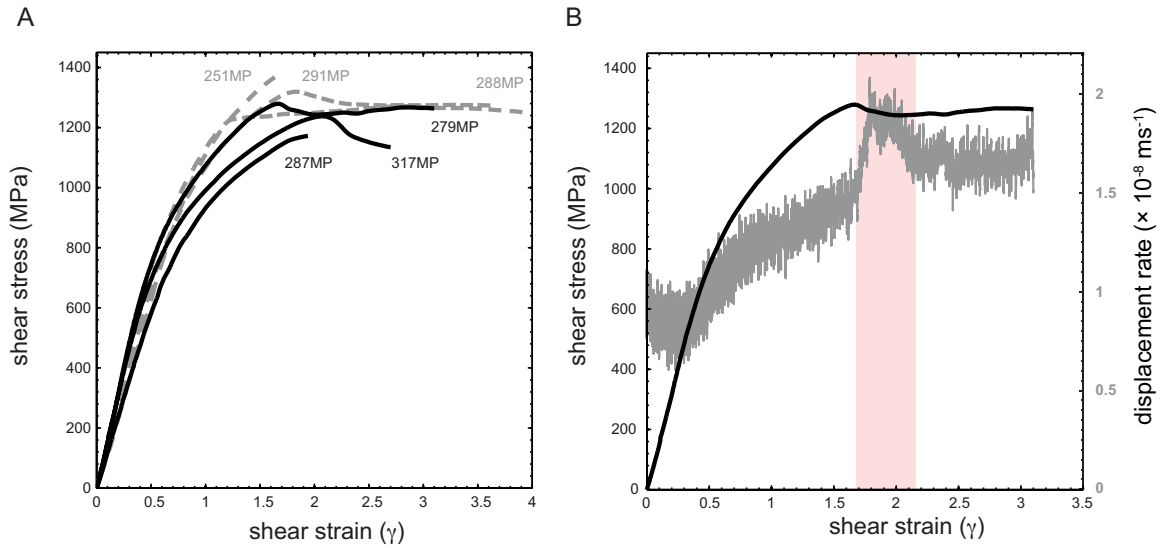 A
B
1400
1200
1000
800
600
400
200
0
shear stress (MPa)
251MP
291MP
288MP
279MP
287MP
317MP
0
0.5
1
1.5
2
2.5
3
3.5
4
shear strain (γ)
1400
1200
1000
800
600
400
200
0
shear stress (MPa)
2
1.5
1
0.5
0
displacement rate (× 10⁻⁸ ms⁻¹)
0
0.5
1
1.5
2
2.5
3
3.5
shear strain (γ)